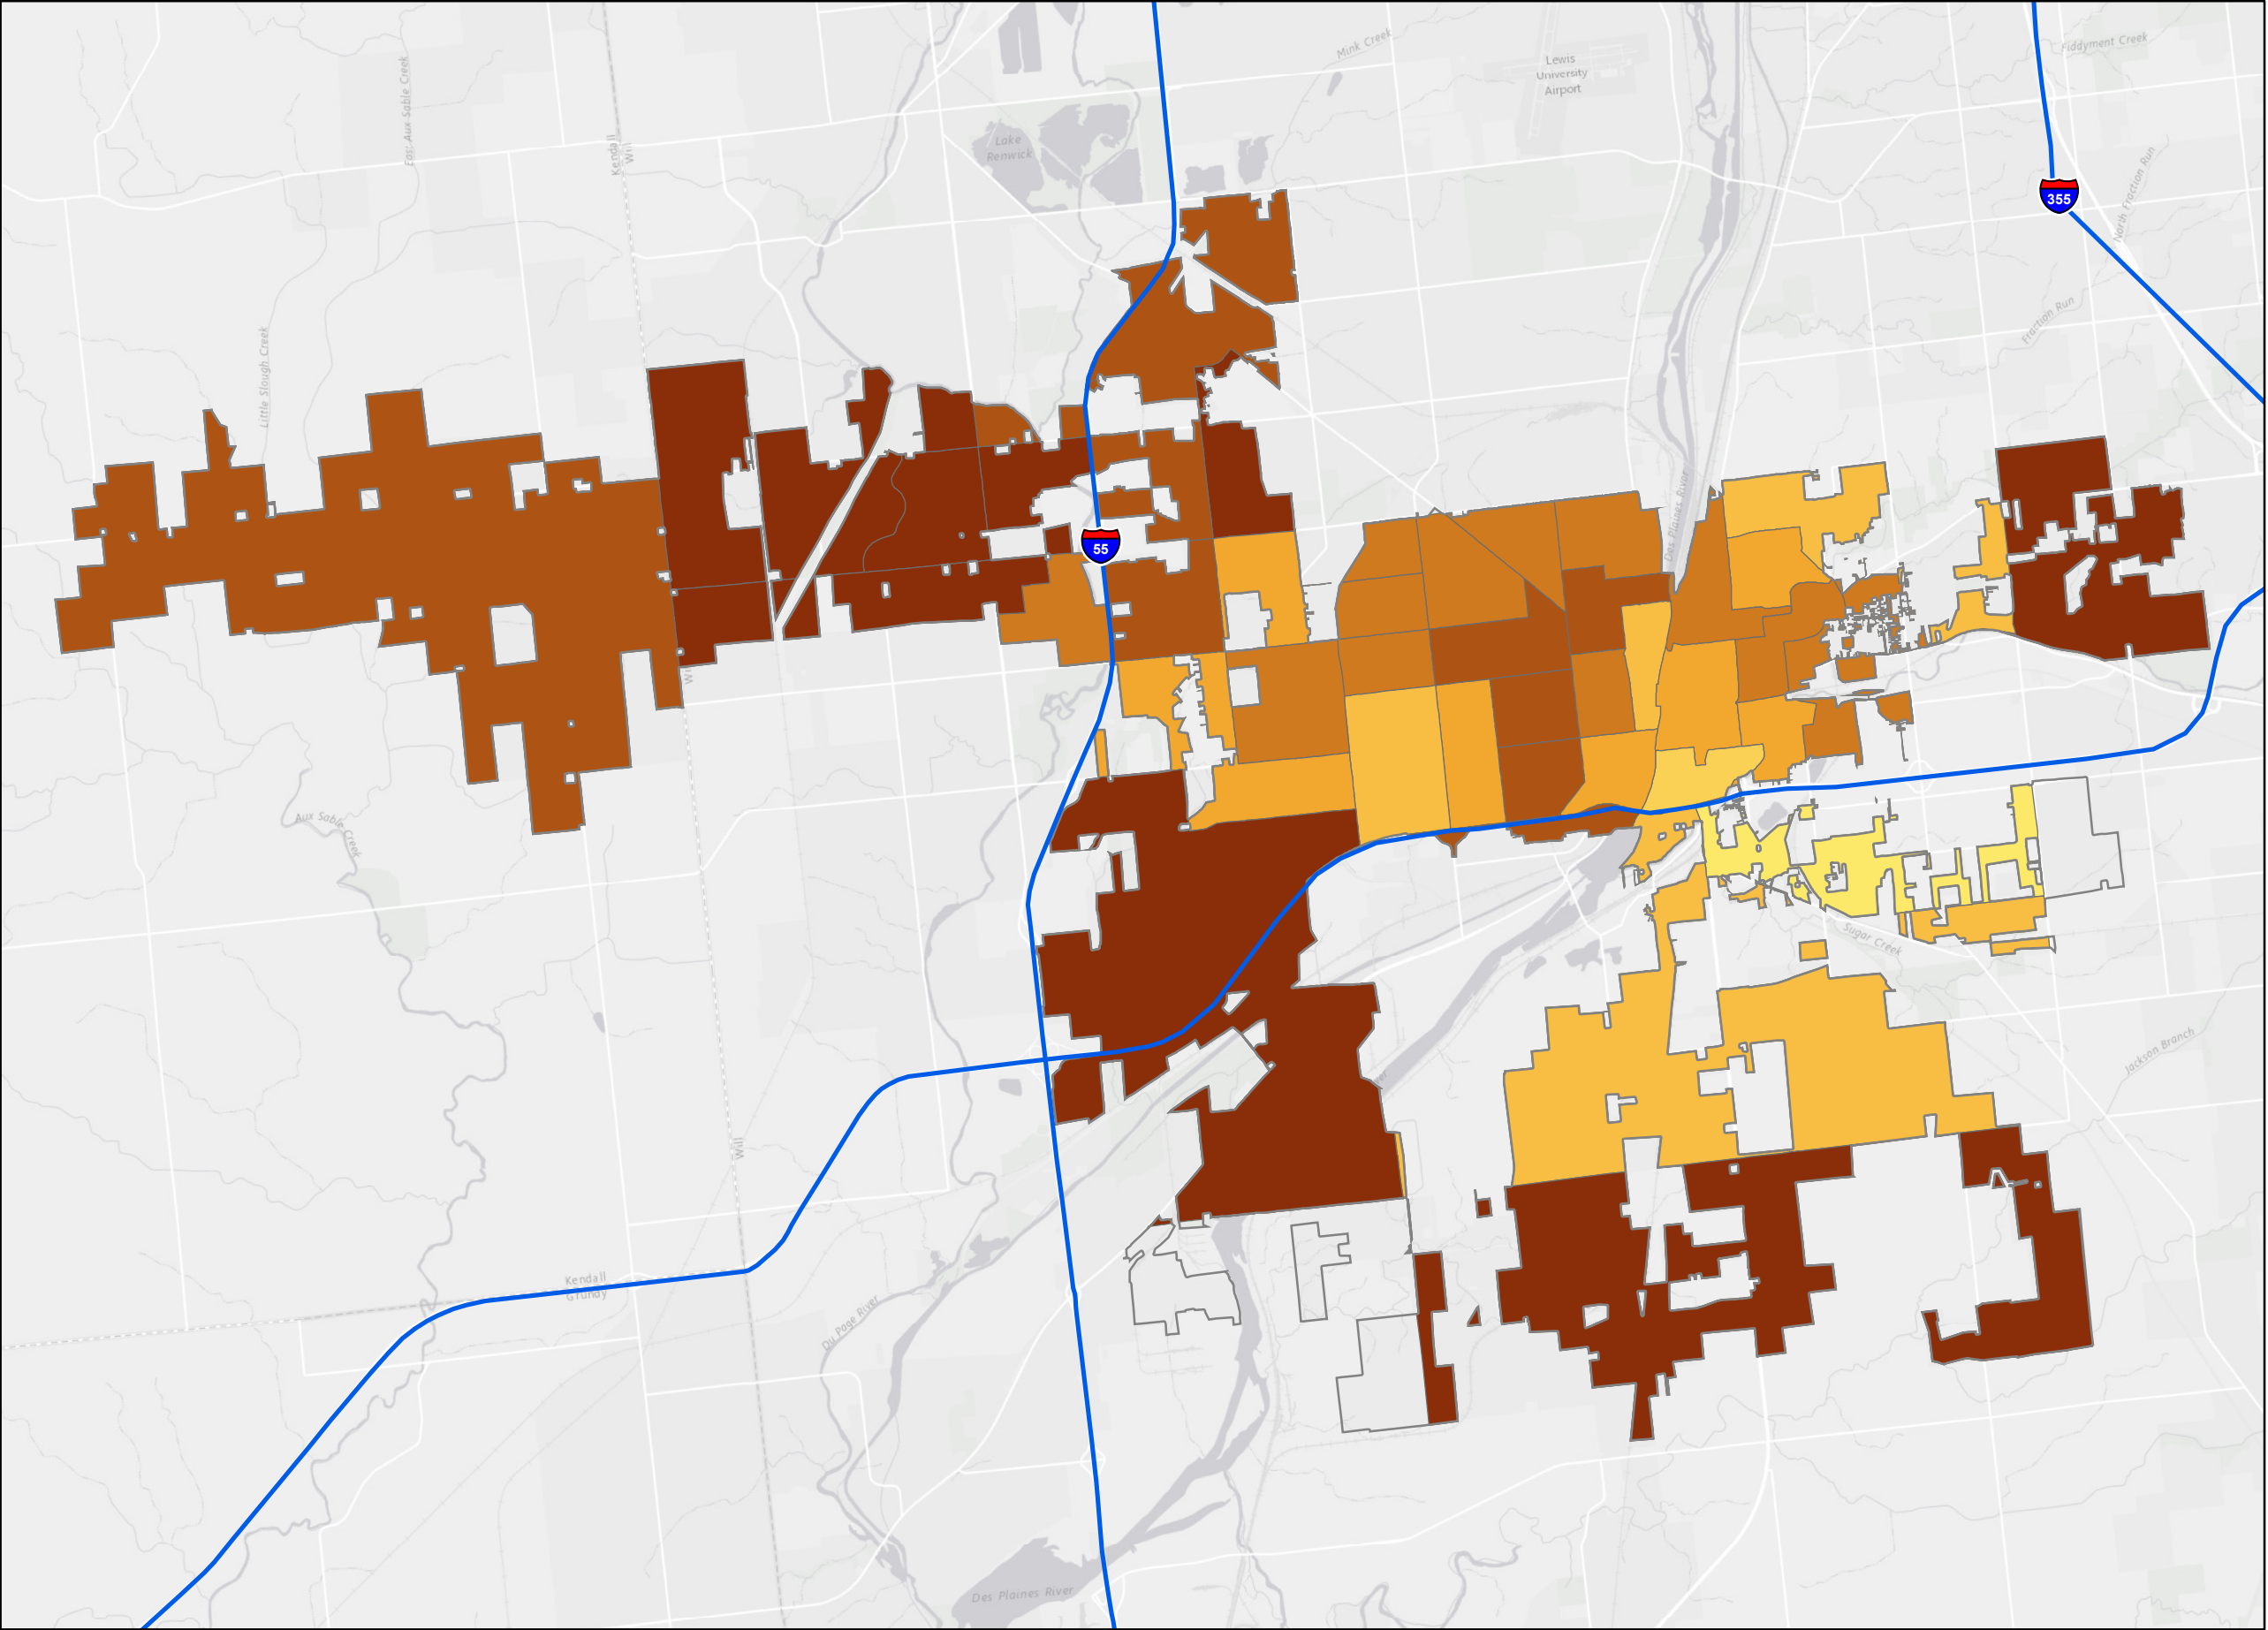 Mink Creek
Fiddyment Creek
Lewis
University
Airport
East Aux Sable Creek
Kendall
Will
Lake
Renwick
North Fraction Run
355
Fraction Run
Little Slough Creek
Des Plaines River
55
Will
Aux Sable Creek
Sugar Creek
Jackson Branch
Will
Kendall
Grundy
Du Page River
Des Plaines River